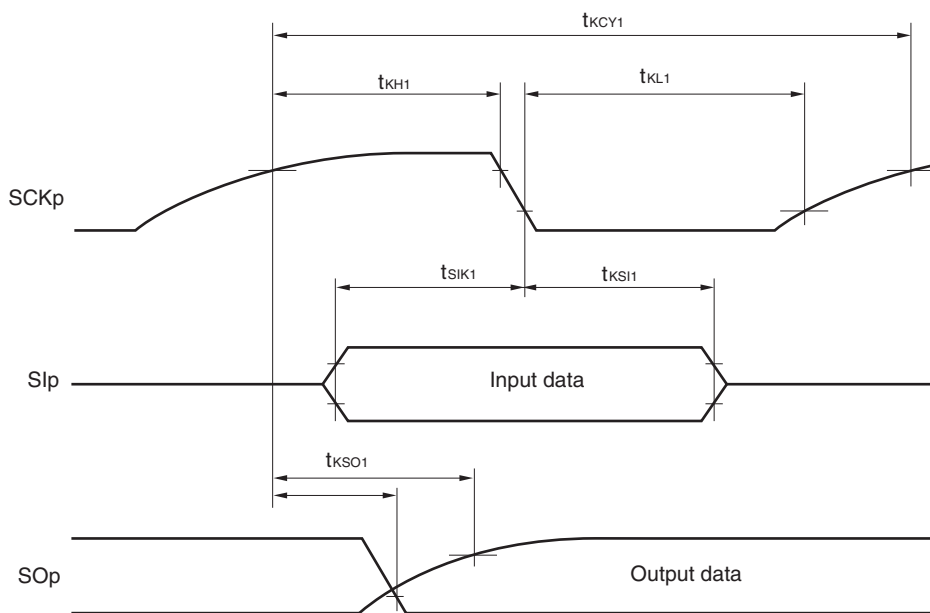 tKCY1
tKH1
tKL1
SCKp
tSIK1
tKSI1
SIp
Input data
tKSO1
SOp
Output data